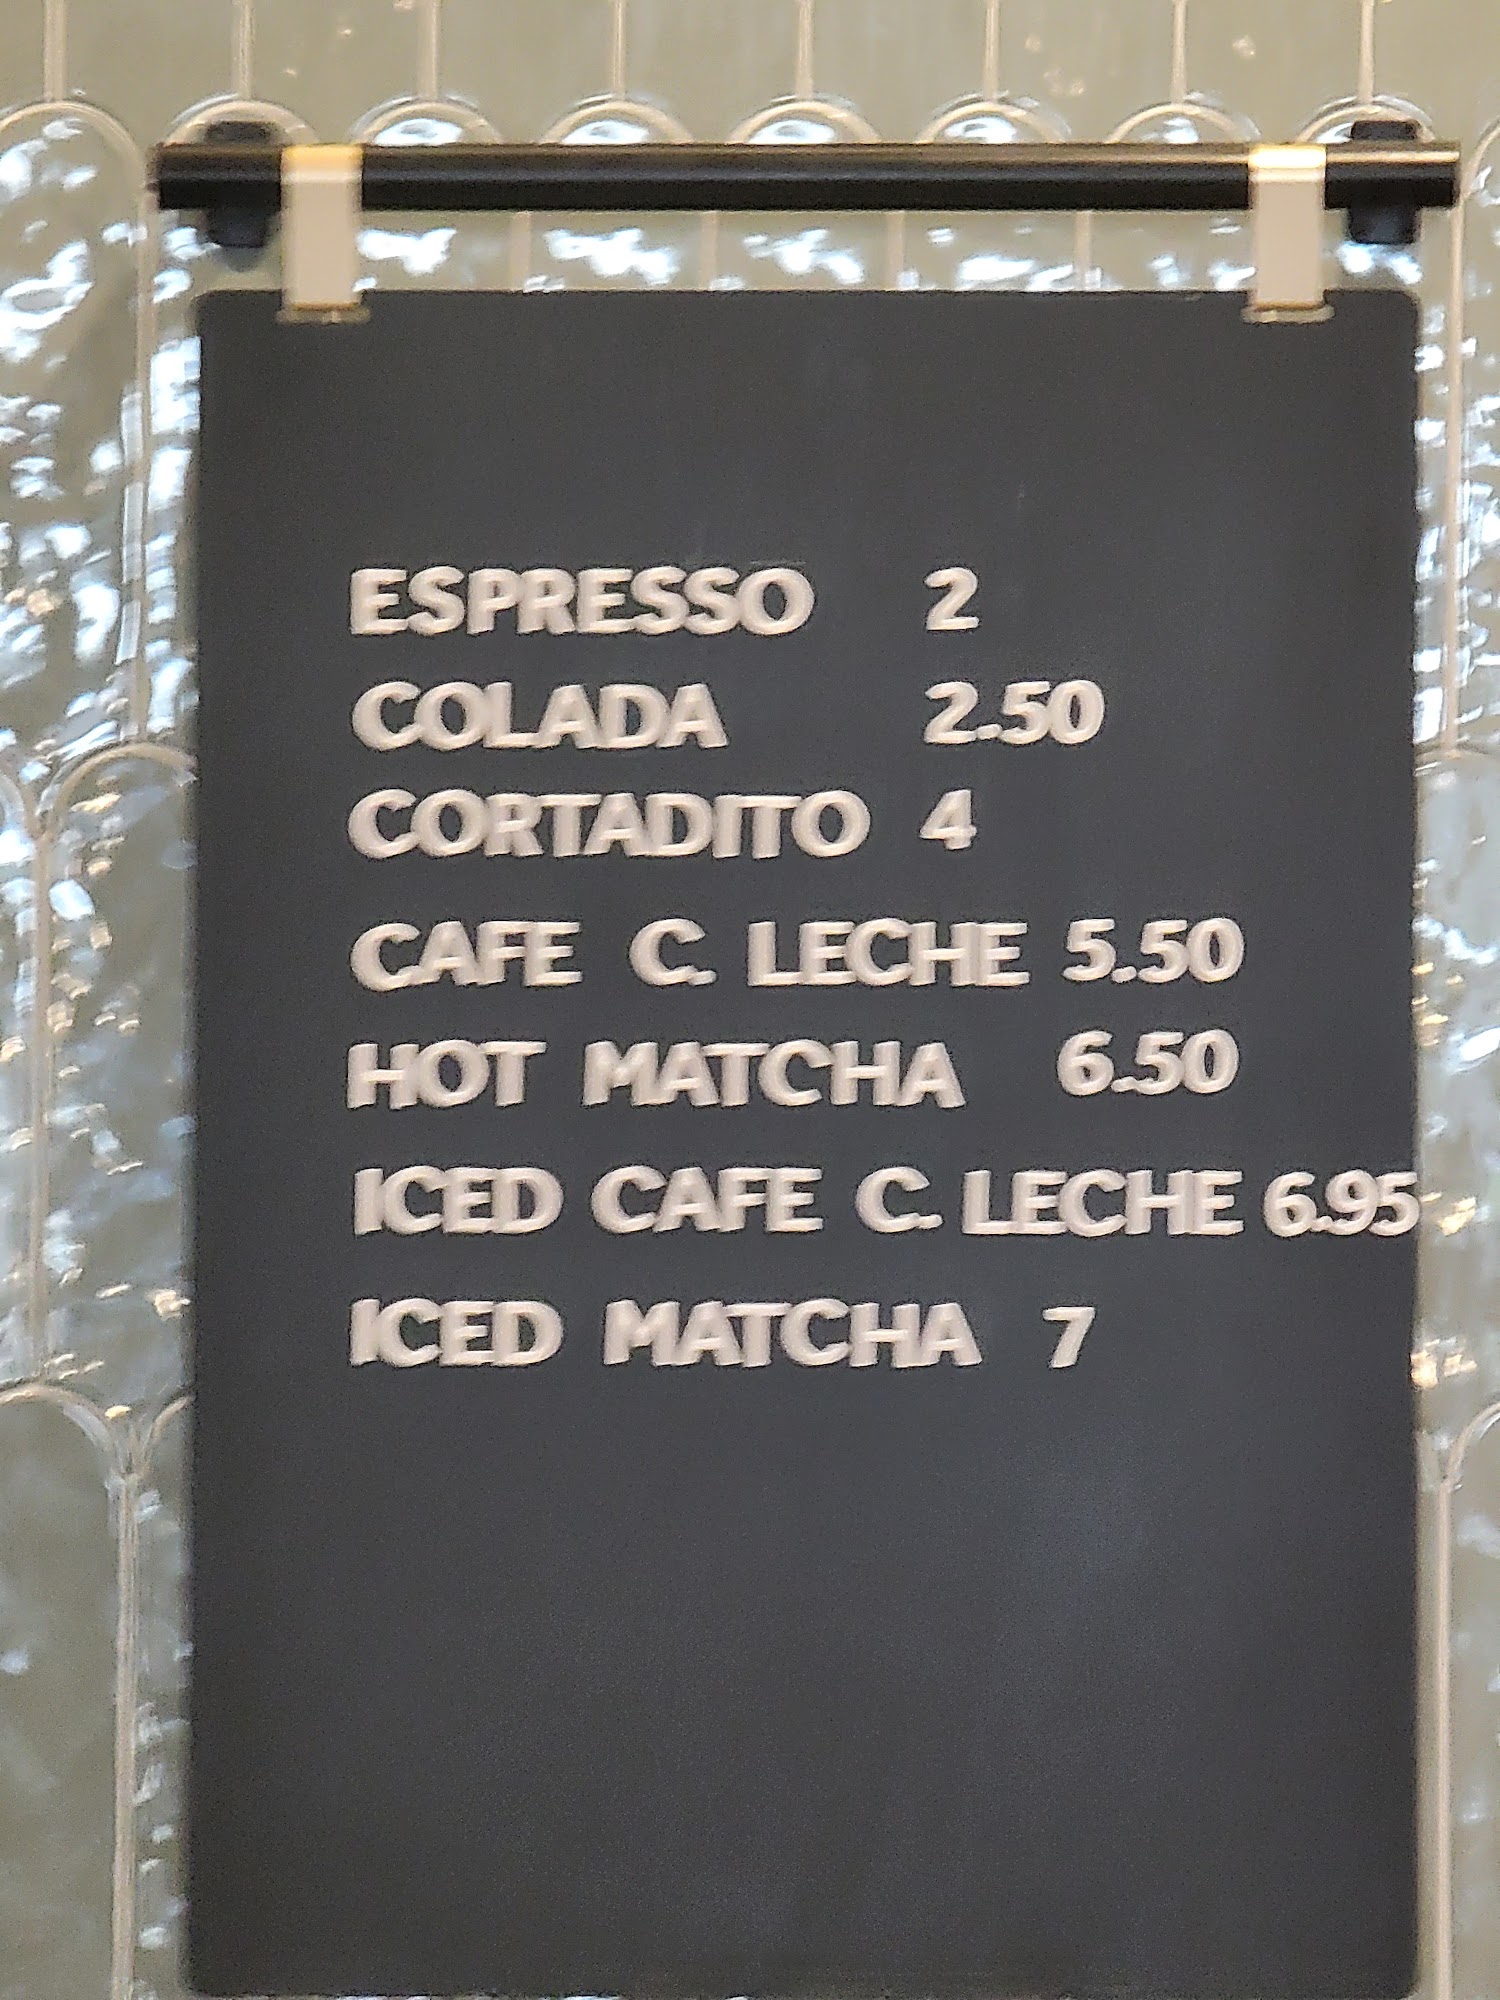 ESPRESSO 2
COLADA 2.50
CORTADITO 4
CAFE C. LECHE 5.50
HOT MATCHA 6.50
ICED CAFE C. LECHE 6.95
ICED MATCHA 7